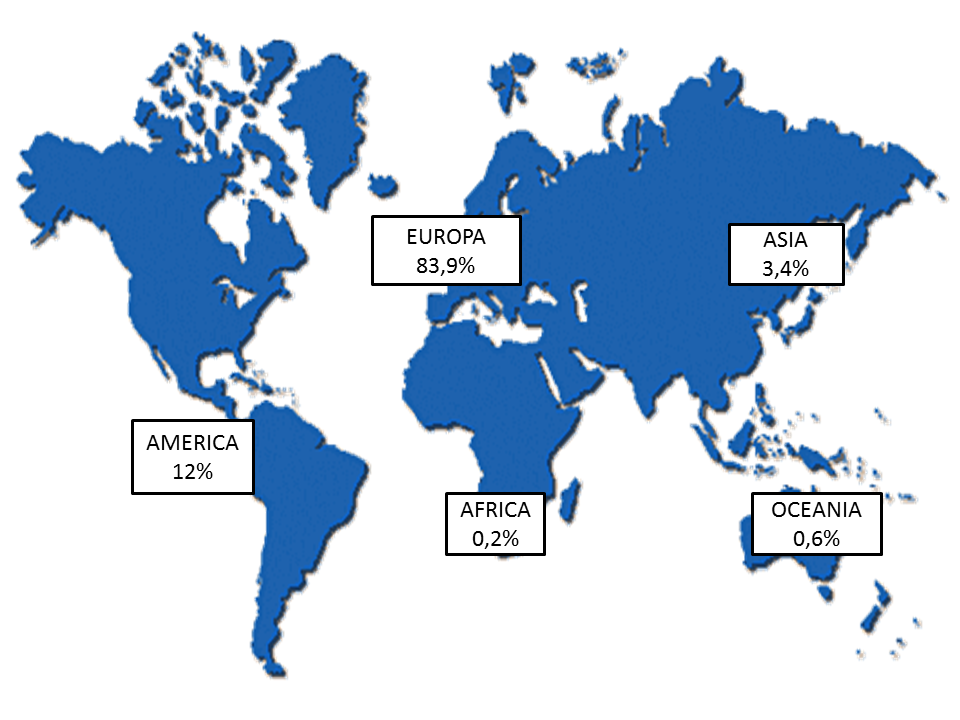 EUROPA
83,9%
ASIA
3,4%
AMERICA
12%
AFRICA
0,2%
OCEANIA
0,6%